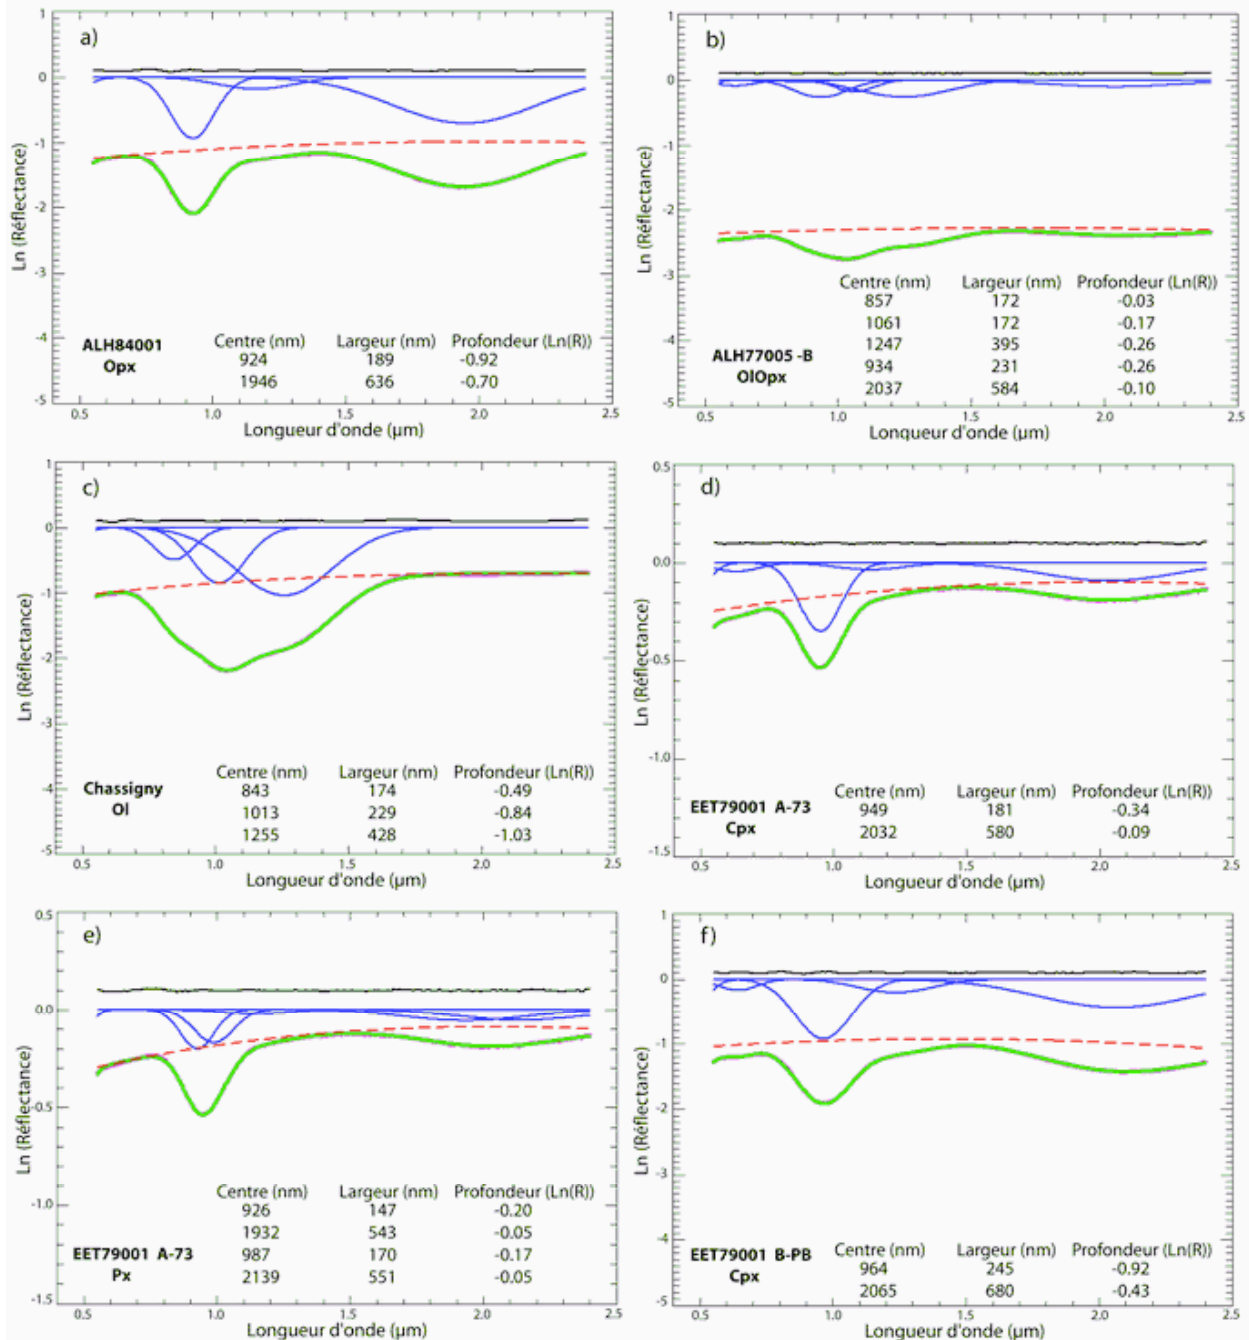 a)
Ln (Réflectance)
1
0
-1
-2
-3
-4
-5
Centre (nm) Largeur (nm) Profondeur (Ln(R))
ALH84001
Opx
924 189 -0.92
1946 636 -0.70
0.5 1.0 1.5 2.0 2.5
Longueur d'onde (µm)
b)
Ln (Réflectance)
1
0
-1
-2
-3
-4
-5
Centre (nm) Largeur (nm) Profondeur (Ln(R))
857 172 -0.03
1061 172 -0.17
1247 395 -0.26
934 231 -0.26
2037 584 -0.10
ALH77005 -B
OlOpx
0.5 1.0 1.5 2.0 2.5
Longueur d'onde (µm)
c)
Ln (Réflectance)
1
0
-1
-2
-3
-4
-5
Centre (nm) Largeur (nm) Profondeur (Ln(R))
843 174 -0.49
1013 229 -0.84
1255 428 -1.03
Chassigny
Ol
0.5 1.0 1.5 2.0 2.5
Longueur d'onde (µm)
d)
Ln (Réflectance)
0.5
0.0
-0.5
-1.0
-1.5
Centre (nm) Largeur (nm) Profondeur (Ln(R))
949 181 -0.34
2032 580 -0.09
EET79001 A-73
Cpx
0.5 1.0 1.5 2.0 2.5
Longueur d'onde (µm)
e)
Ln (Réflectance)
0.5
0.0
-0.5
-1.0
-1.5
Centre (nm) Largeur (nm) Profondeur (Ln(R))
926 147 -0.20
1932 543 -0.05
987 170 -0.17
2139 551 -0.05
EET79001 A-73
Px
0.5 1.0 1.5 2.0 2.5
Longueur d'onde (µm)
f)
Ln (Réflectance)
1
0
-1
-2
-3
-4
-5
Centre (nm) Largeur (nm) Profondeur (Ln(R))
964 245 -0.92
2065 680 -0.43
EET79001 B-PB
Cpx
0.5 1.0 1.5 2.0 2.5
Longueur d'onde (µm)